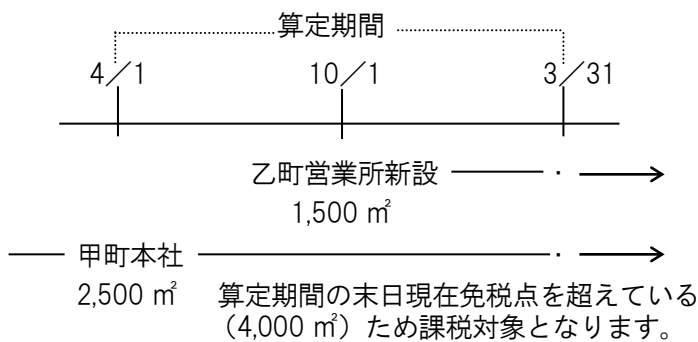 算定期間
4／1 10／1 3／31
乙町営業所新設
1,500 ㎡
甲町本社
2,500 ㎡ 算定期間の末日現在免税点を超えている
（4,000 ㎡）ため課税対象となります。